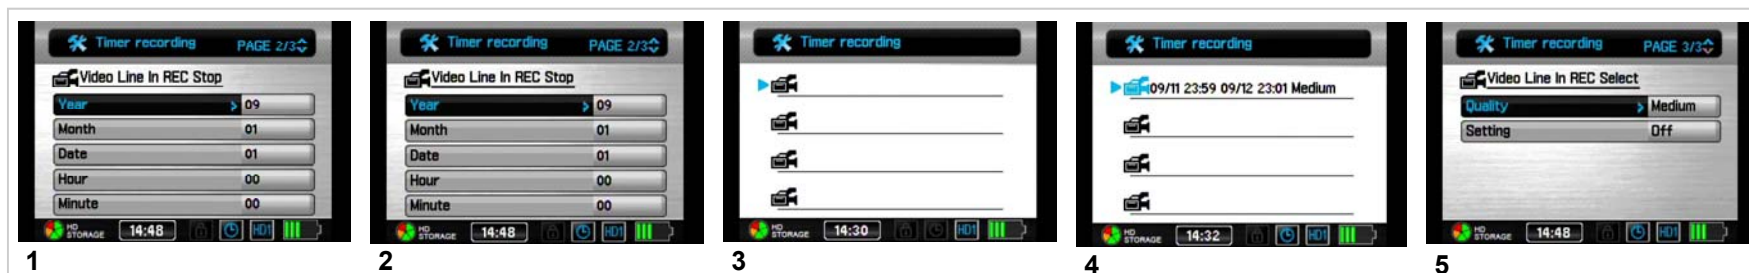 Timer recording PAGE 2/3
Video Line In REC Stop
Year > 09
Month 01
Date 01
Hour 00
Minute 00
HD STORAGE 14:48 HD1
1
Timer recording PAGE 2/3
Video Line In REC Stop
Year > 09
Month 01
Date 01
Hour 00
Minute 00
HD STORAGE 14:48 HD1
2
Timer recording
HD STORAGE 14:30 HD1
3
Timer recording
09/11 23:59 09/12 23:01 Medium
HD STORAGE 14:32 HD1
4
Timer recording PAGE 3/3
Video Line In REC Select
Quality > Medium
Setting Off
HD STORAGE 14:48 HD1
5